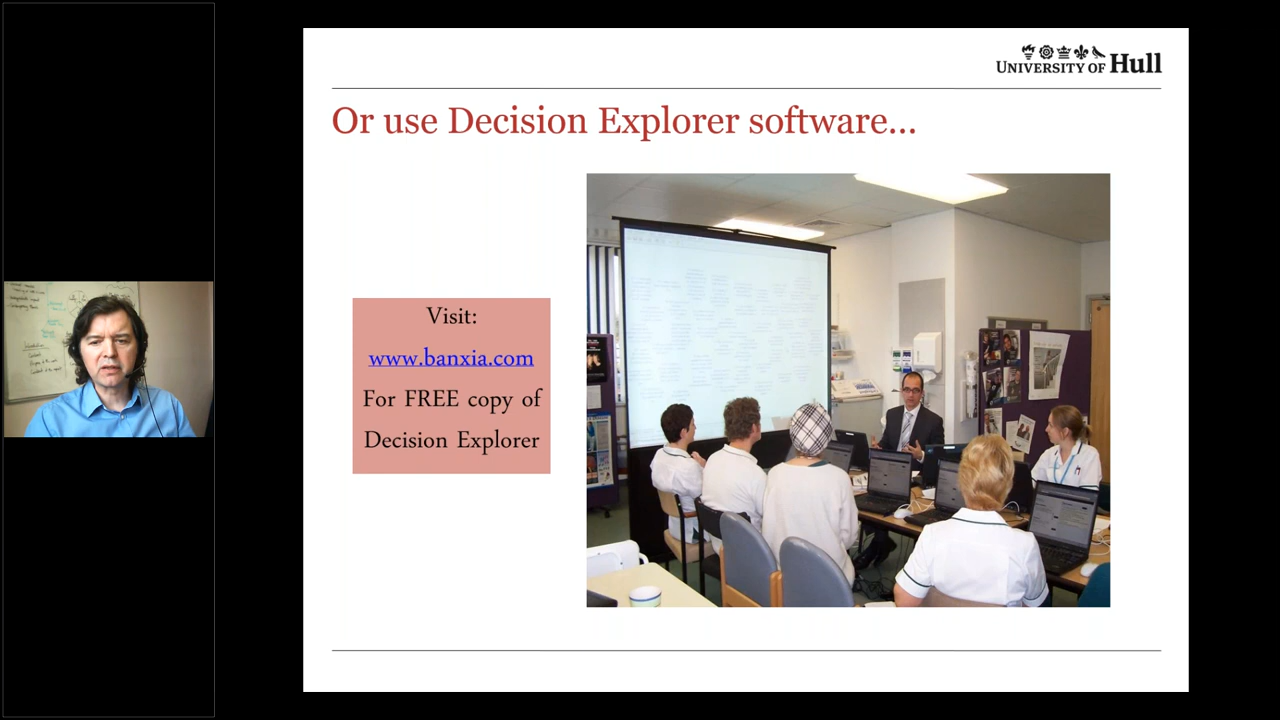 UNIVERSITY OF Hull
Or use Decision Explorer software...
Visit:
www.banxia.com
For FREE copy of
Decision Explorer